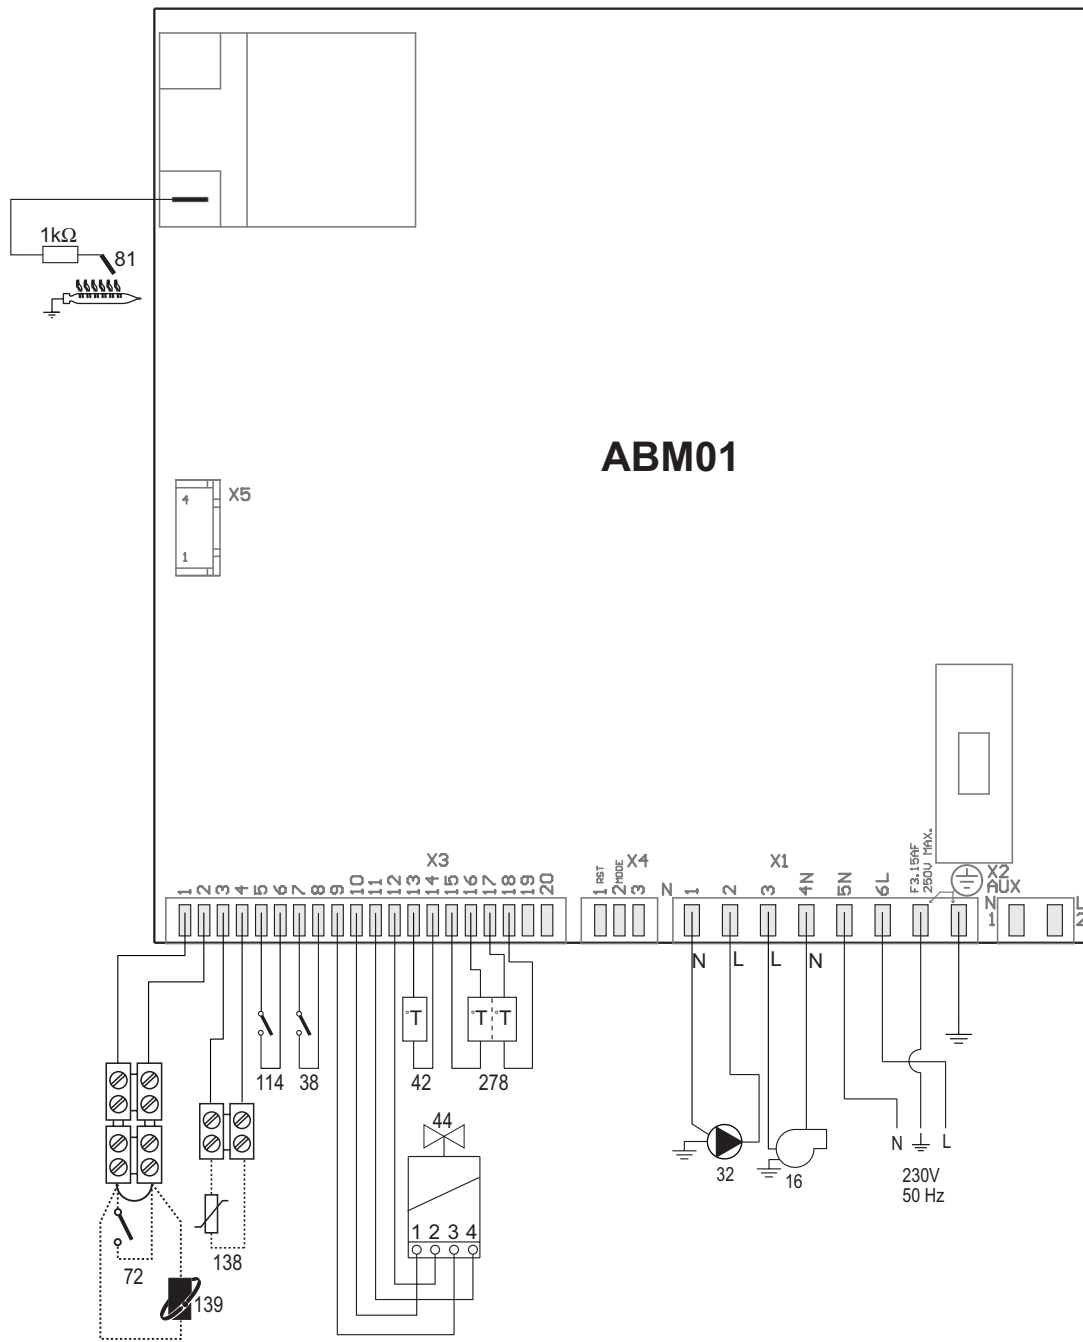 1kΩ
81
ABM01
X5
4
1
F3.15AF
250V MAX.
X3
X4
X1
X2
AUX
1 2 3 4 5 6 7 8 9 10 11 12 13 14 15 16 17 18 19 20
1 RST
2 MODE
3
N
1 2 3 4N 5N 6L
N 1
L 2
N L L N
°T
°T °T
114 38 42 278
44
1 2 3 4
32
16
N L
230V
50 Hz
72
138
139